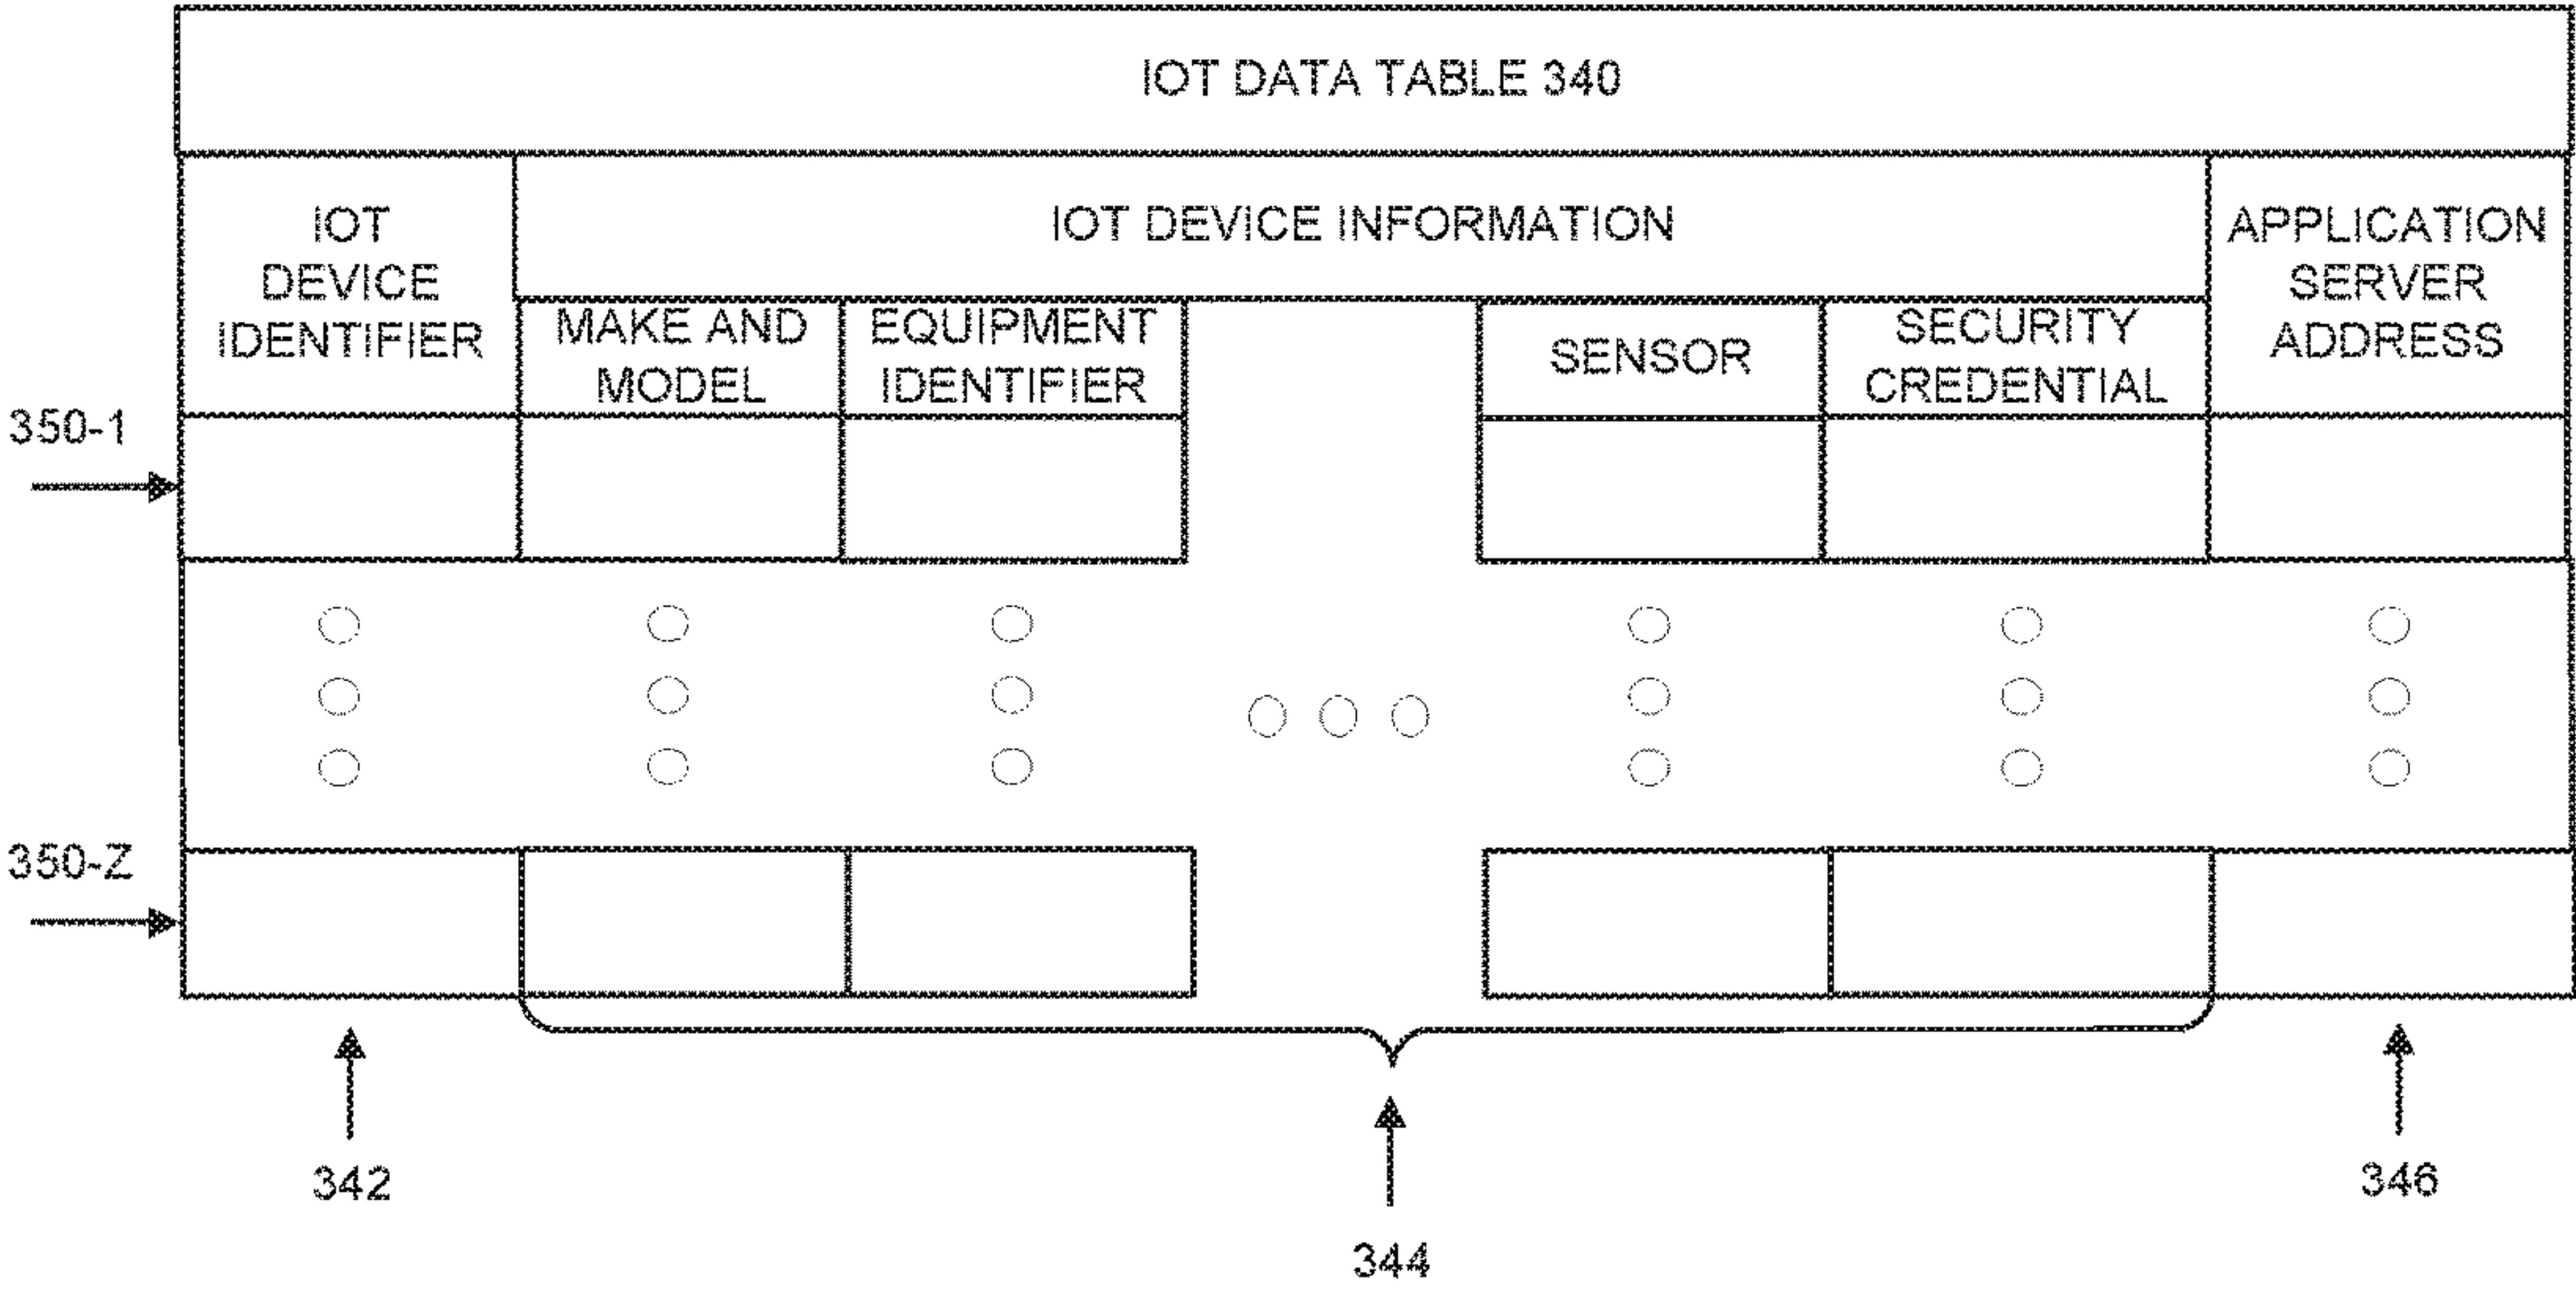 IOT DATA TABLE 340
IOT
DEVICE
IDENTIFIER
IOT DEVICE INFORMATION
APPLICATION
SERVER
ADDRESS
MAKE AND
MODEL
EQUIPMENT
IDENTIFIER
SENSOR
SECURITY
CREDENTIAL
350-1
350-Z
342
344
346